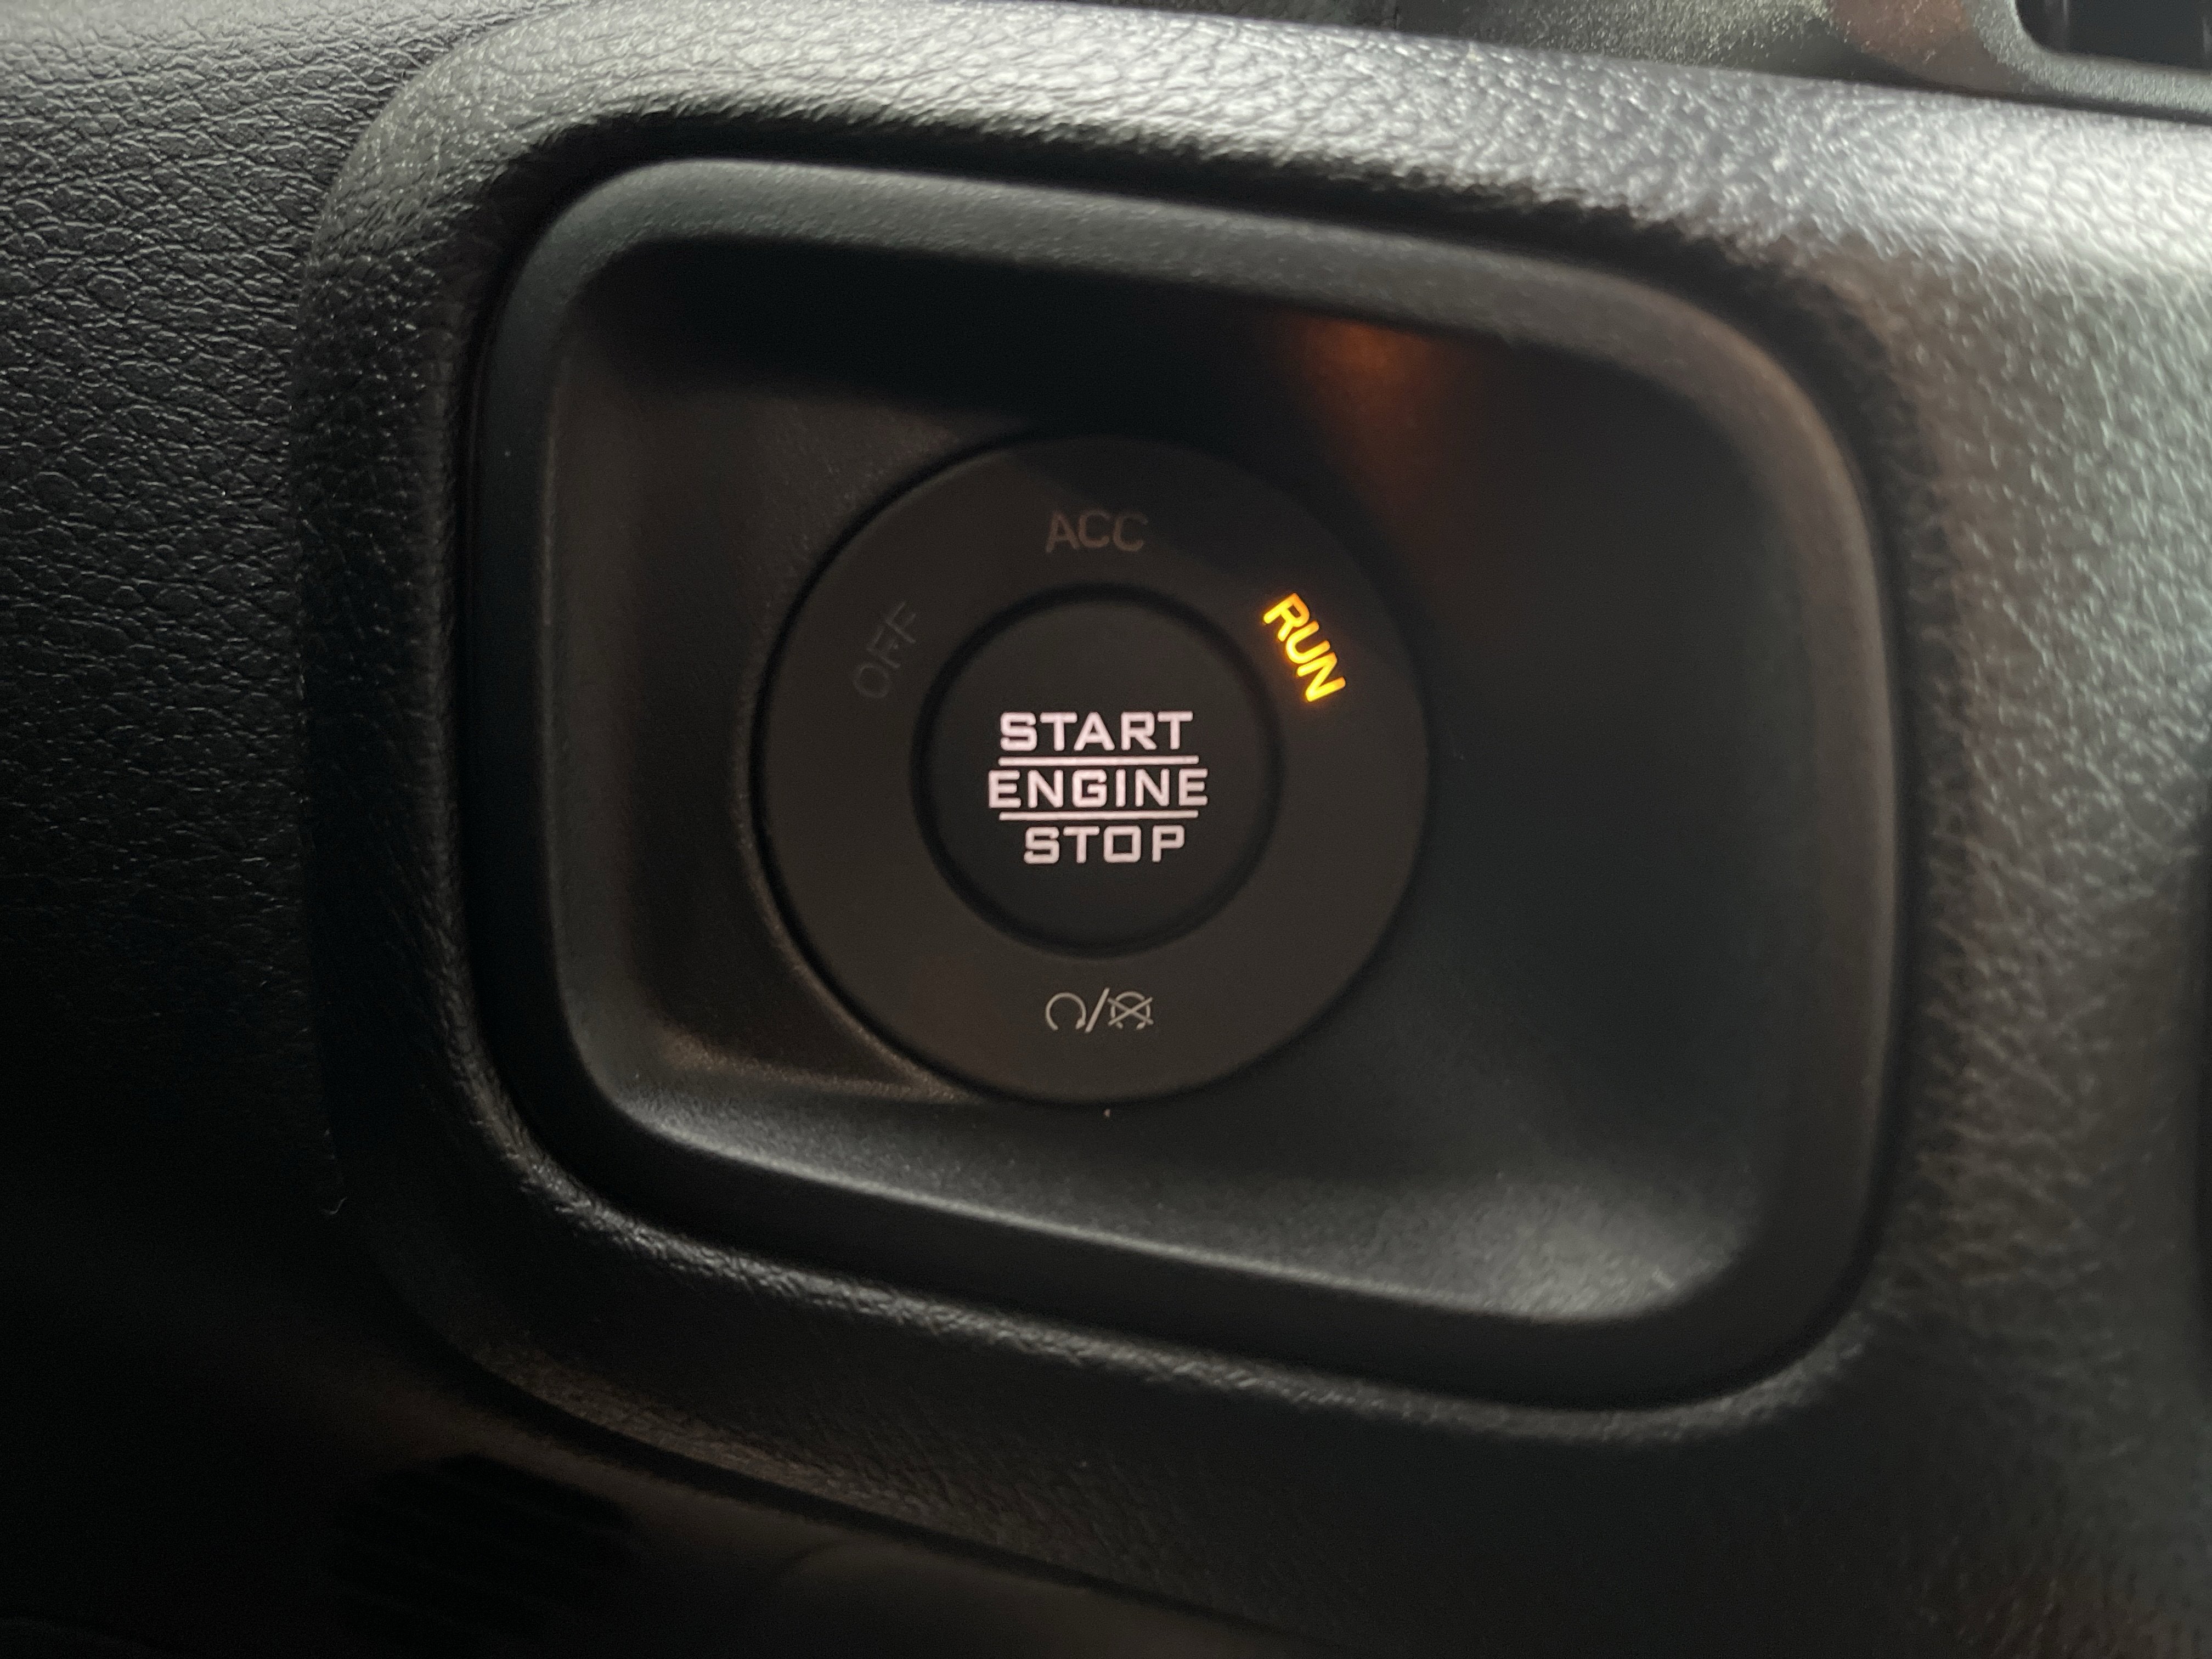 ACC
OFF
RUN
START
ENGINE
STOP